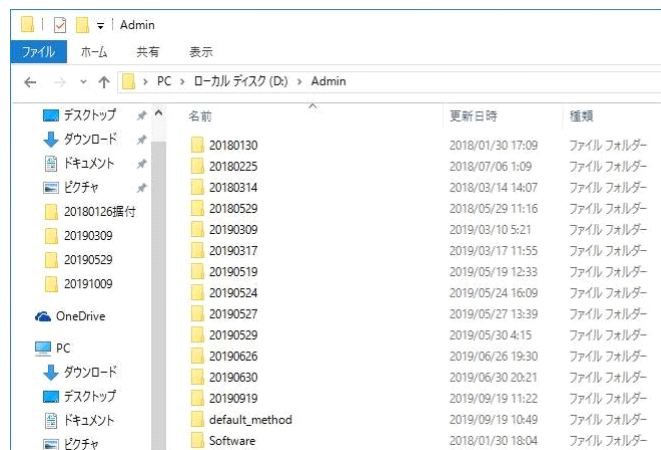 Admin
ファイル ホーム 共有 表示
PC > ローカル ディスク (D:) > Admin
デスクトップ
ダウンロード
ドキュメント
ピクチャ
20180126据付
20190309
20190529
20191009
OneDrive
PC
ダウンロード
デスクトップ
ドキュメント
ピクチャ
名前 更新日時 種類
20180130 2018/01/30 17:09 ファイル フォルダー
20180225 2018/07/06 1:09 ファイル フォルダー
20180314 2018/03/14 14:07 ファイル フォルダー
20180529 2018/05/29 11:16 ファイル フォルダー
20190309 2019/03/10 5:21 ファイル フォルダー
20190317 2019/03/17 11:55 ファイル フォルダー
20190519 2019/05/19 12:33 ファイル フォルダー
20190524 2019/05/24 16:09 ファイル フォルダー
20190527 2019/05/27 13:39 ファイル フォルダー
20190529 2019/05/30 4:15 ファイル フォルダー
20190626 2019/06/26 19:30 ファイル フォルダー
20190630 2019/06/30 20:21 ファイル フォルダー
20190919 2019/09/19 11:22 ファイル フォルダー
default_method 2019/09/19 10:49 ファイル フォルダー
Software 2018/01/30 18:04 ファイル フォルダー